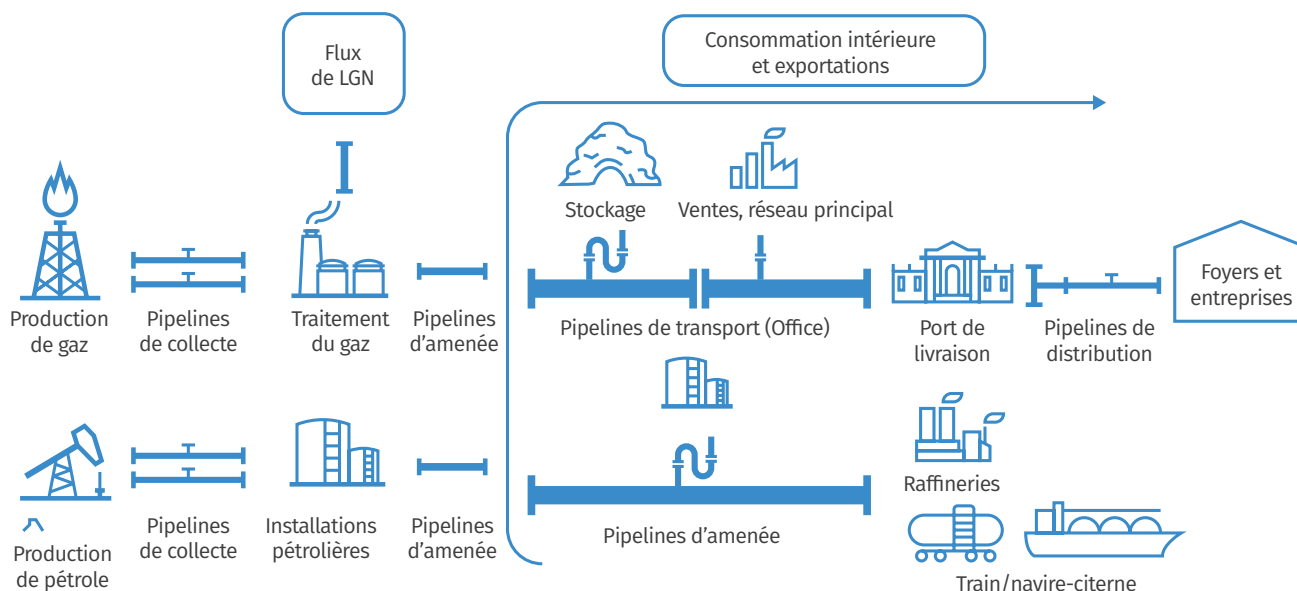 Flux
de LGN
Consommation intérieure
et exportations
Stockage
Ventes, réseau principal
Production
de gaz
Pipelines
de collecte
Traitement
du gaz
Pipelines
d'amenée
Pipelines de transport (Office)
Port de
livraison
Pipelines de
distribution
Foyers et
entreprises
Production
de pétrole
Pipelines
de collecte
Installations
pétrolières
Pipelines
d'amenée
Pipelines d'amenée
Raffineries
Train/navire-citerne